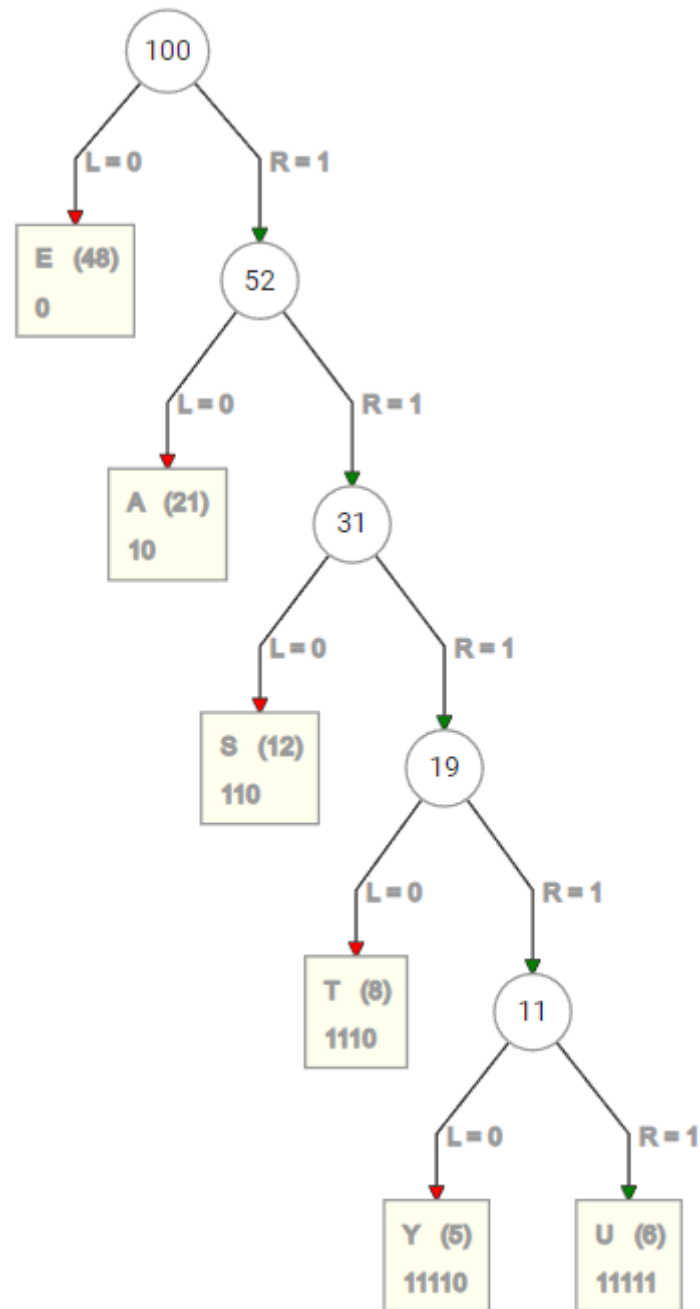 100
L = 0
R = 1
E (48)
0
52
L = 0
R = 1
A (21)
10
31
L = 0
R = 1
S (12)
110
19
L = 0
R = 1
T (8)
1110
11
L = 0
R = 1
Y (5)
11110
U (6)
11111